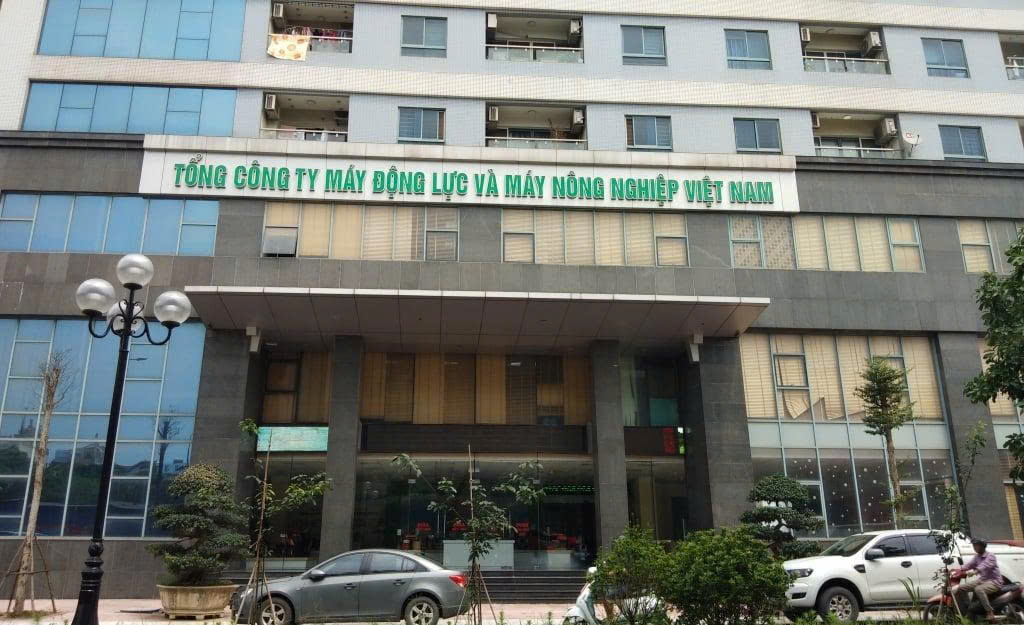 TỔNG CÔNG TY MÁY ĐỘNG LỰC VÀ MÁY NÔNG NGHIỆP VIỆT NAM